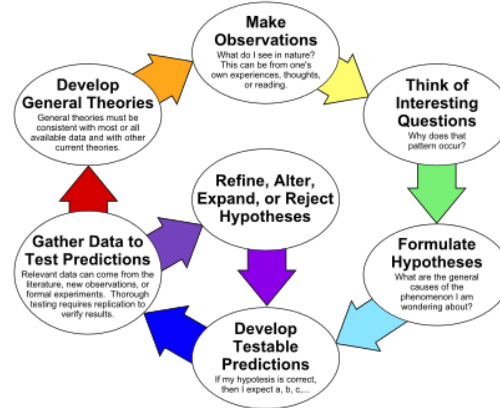 Make
Observations
What do I see in nature?
This can be from one's
own experiences, thoughts,
or reading.
Think of
Interesting
Questions
Why does that
pattern occur?
Formulate
Hypotheses
What are the general
causes of the
phenomenon I am
wondering about?
Develop
Testable
Predictions
If my hypotesis is correct,
then I expect a, b, c,...
Gather Data to
Test Predictions
Relevant data can come from the
literature, new observations, or
formal experiments. Thorough
testing requires replication to
verify results.
Refine, Alter,
Expand, or Reject
Hypotheses
Develop
General Theories
General theories must be
consistent with most or all
available data and with other
current theories.